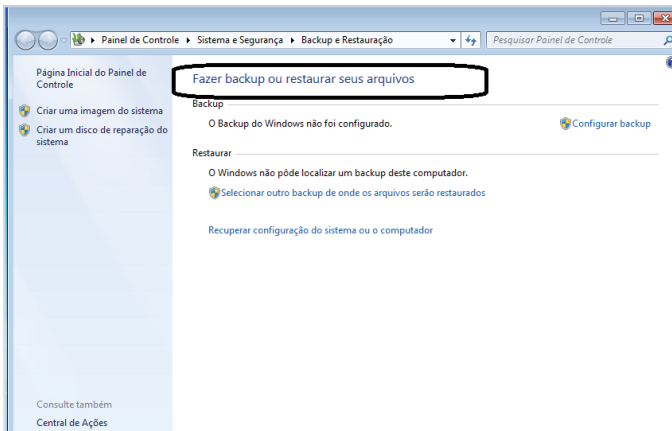 Painel de Controle Sistema e Segurança Backup e Restauração
Pesquisar Painel de Controle
Página Inicial do Painel de
Controle
Criar uma imagem do sistema
Criar um disco de reparação do
sistema
Fazer backup ou restaurar seus arquivos
Backup
O Backup do Windows não foi configurado.
Configurar backup
Restaurar
O Windows não pôde localizar um backup deste computador.
Selecionar outro backup de onde os arquivos serão restaurados
Recuperar configuração do sistema ou o computador
Consulte também
Central de Ações